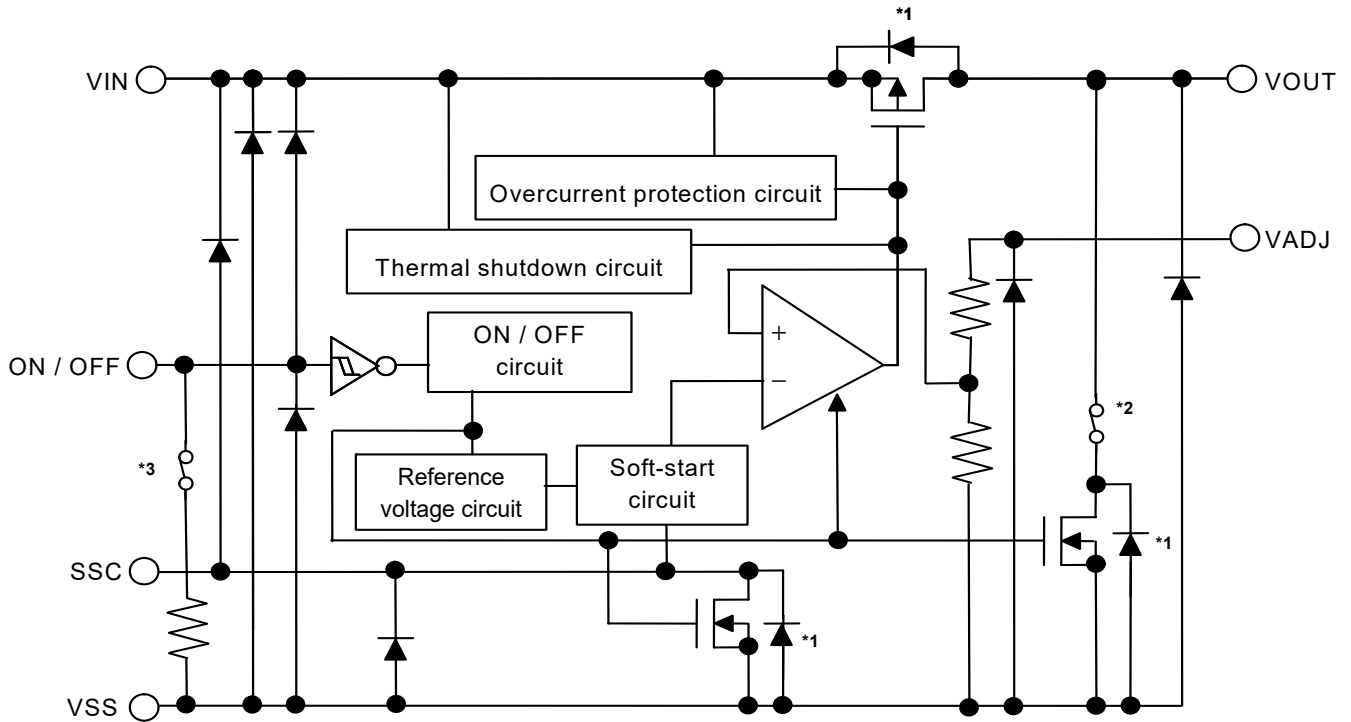 *1
VIN
VOUT
Overcurrent protection circuit
VADJ
Thermal shutdown circuit
+
ON / OFF
circuit
ON / OFF
−
*2
*3
Reference
voltage circuit
Soft-start
circuit
*1
SSC
*1
VSS